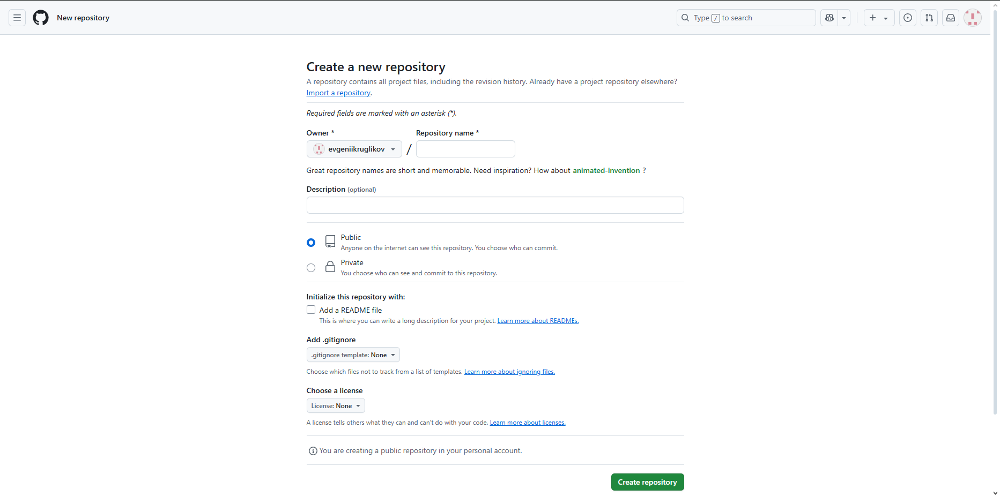 New repository
Type / to search
Create a new repository
A repository contains all project files, including the revision history. Already have a project repository elsewhere?
Import a repository.
Required fields are marked with an asterisk (*).
Owner * Repository name *
evgeniikruglikov /
Great repository names are short and memorable. Need inspiration? How about animated-invention ?
Description (optional)
Public
Anyone on the internet can see this repository. You choose who can commit.
Private
You choose who can see and commit to this repository.
Initialize this repository with:
Add a README file
This is where you can write a long description for your project. Learn more about READMEs.
Add .gitignore
.gitignore template: None
Choose which files not to track from a list of templates. Learn more about ignoring files.
Choose a license
License: None
A license tells others what they can and can't do with your code. Learn more about licenses.
You are creating a public repository in your personal account.
Create repository